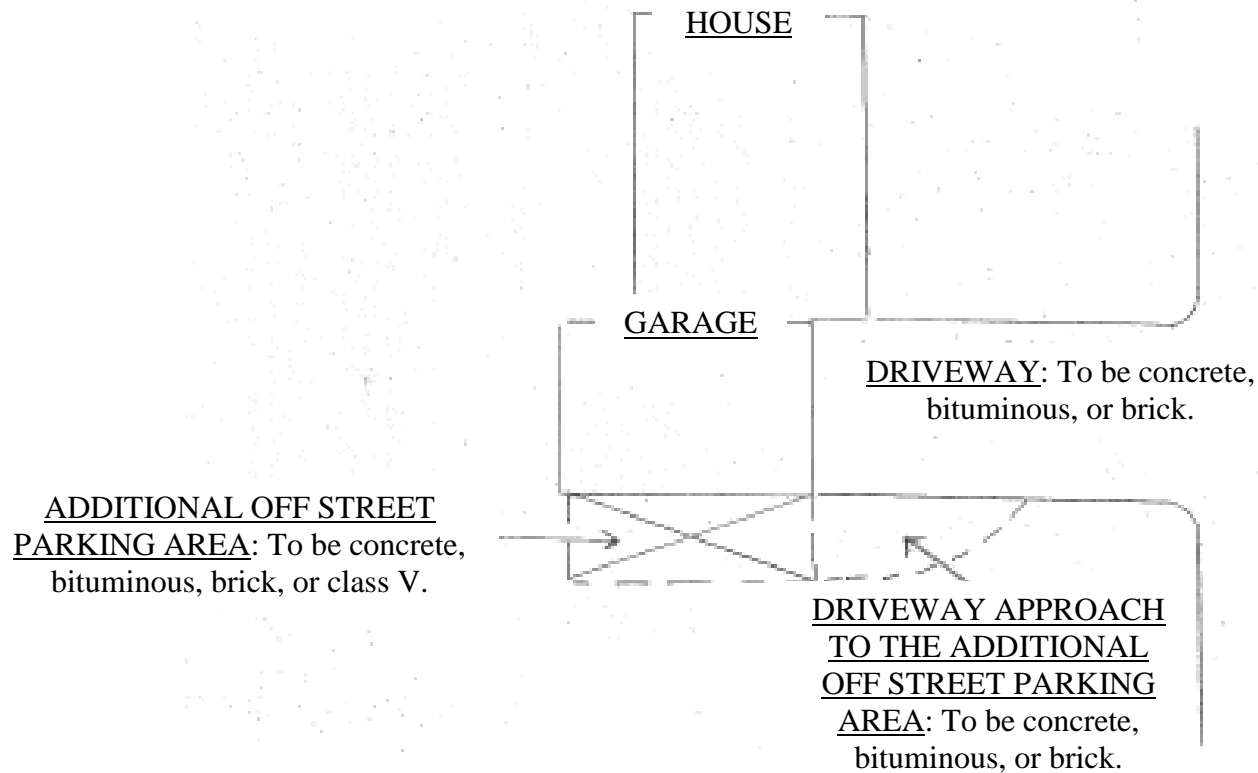 HOUSE
GARAGE
DRIVEWAY: To be concrete,
bituminous, or brick.
ADDITIONAL OFF STREET
PARKING AREA: To be concrete,
bituminous, brick, or class V.
DRIVEWAY APPROACH
TO THE ADDITIONAL
OFF STREET PARKING
AREA: To be concrete,
bituminous, or brick.